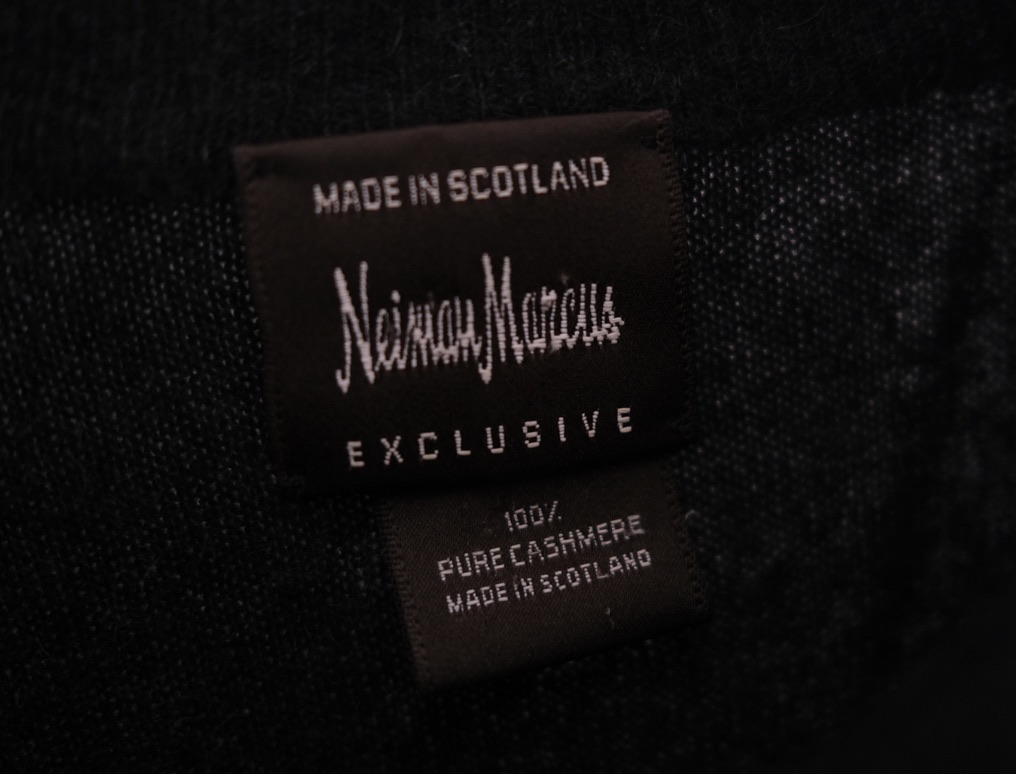 MADE IN SCOTLAND
Neiman Marcus
EXCLUSIVE
100%
PURE CASHMERE
MADE IN SCOTLAND